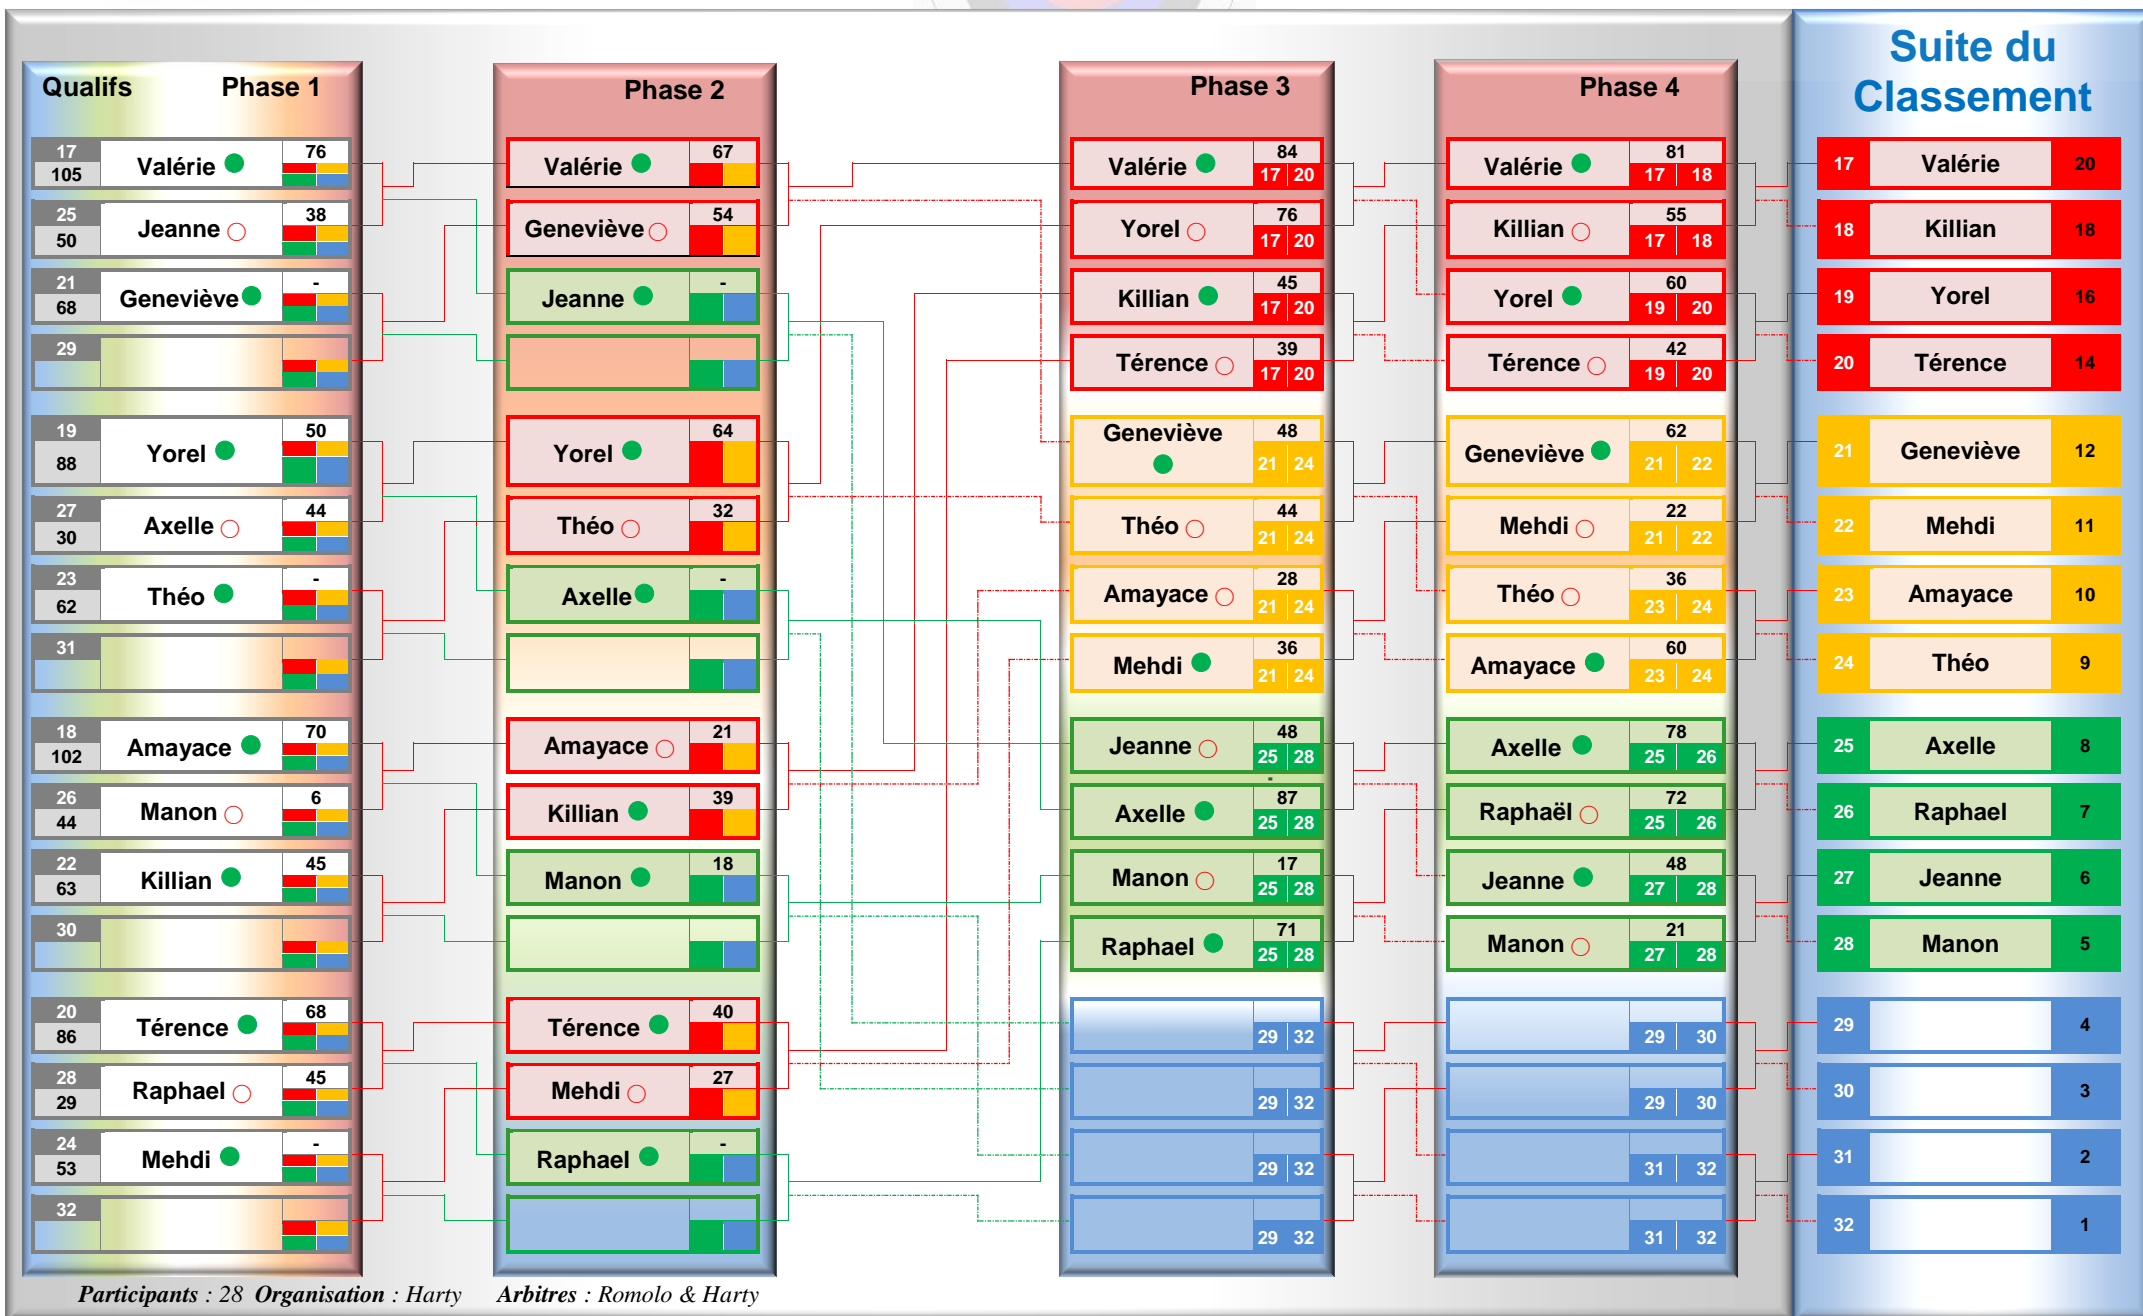 Suite du
Classement
Qualifs Phase 1
17 Valérie 76
105
25 Jeanne 38
50
21 Geneviève -
68
29
19 Yorel 50
88
27 Axelle 44
30
23 Théo -
62
31
18 Amayace 70
102
26 Manon 6
44
22 Killian 45
63
30
20 Térence 68
86
28 Raphael 45
29
24 Mehdi -
53
32
Phase 2
Valérie 67
Geneviève 54
Jeanne -
Yorel 64
Théo 32
Axelle -
Amayace 21
Killian 39
Manon 18
Térence 40
Mehdi 27
Raphael -
Phase 3
Valérie 84
17 20
Yorel 76
17 20
Killian 45
17 20
Térence 39
17 20
Geneviève 48
21 24
Théo 44
21 24
Amayace 28
21 24
Mehdi 36
21 24
Jeanne 48
25 28
-
Axelle 87
25 28
Manon 17
25 28
Raphael 71
25 28
29 32
29 32
29 32
29 32
Phase 4
Valérie 81
17 18
Killian 55
17 18
Yorel 60
19 20
Térence 42
19 20
Geneviève 62
21 22
Mehdi 22
21 22
Théo 36
23 24
Amayace 60
23 24
Axelle 78
25 26
Raphaël 72
25 26
Jeanne 48
27 28
Manon 21
27 28
29 30
29 30
31 32
31 32
17 Valérie 20
18 Killian 18
19 Yorel 16
20 Térence 14
21 Geneviève 12
22 Mehdi 11
23 Amayace 10
24 Théo 9
25 Axelle 8
26 Raphael 7
27 Jeanne 6
28 Manon 5
29 4
30 3
31 2
32 1
Participants : 28 Organisation : Harty Arbitres : Romolo & Harty